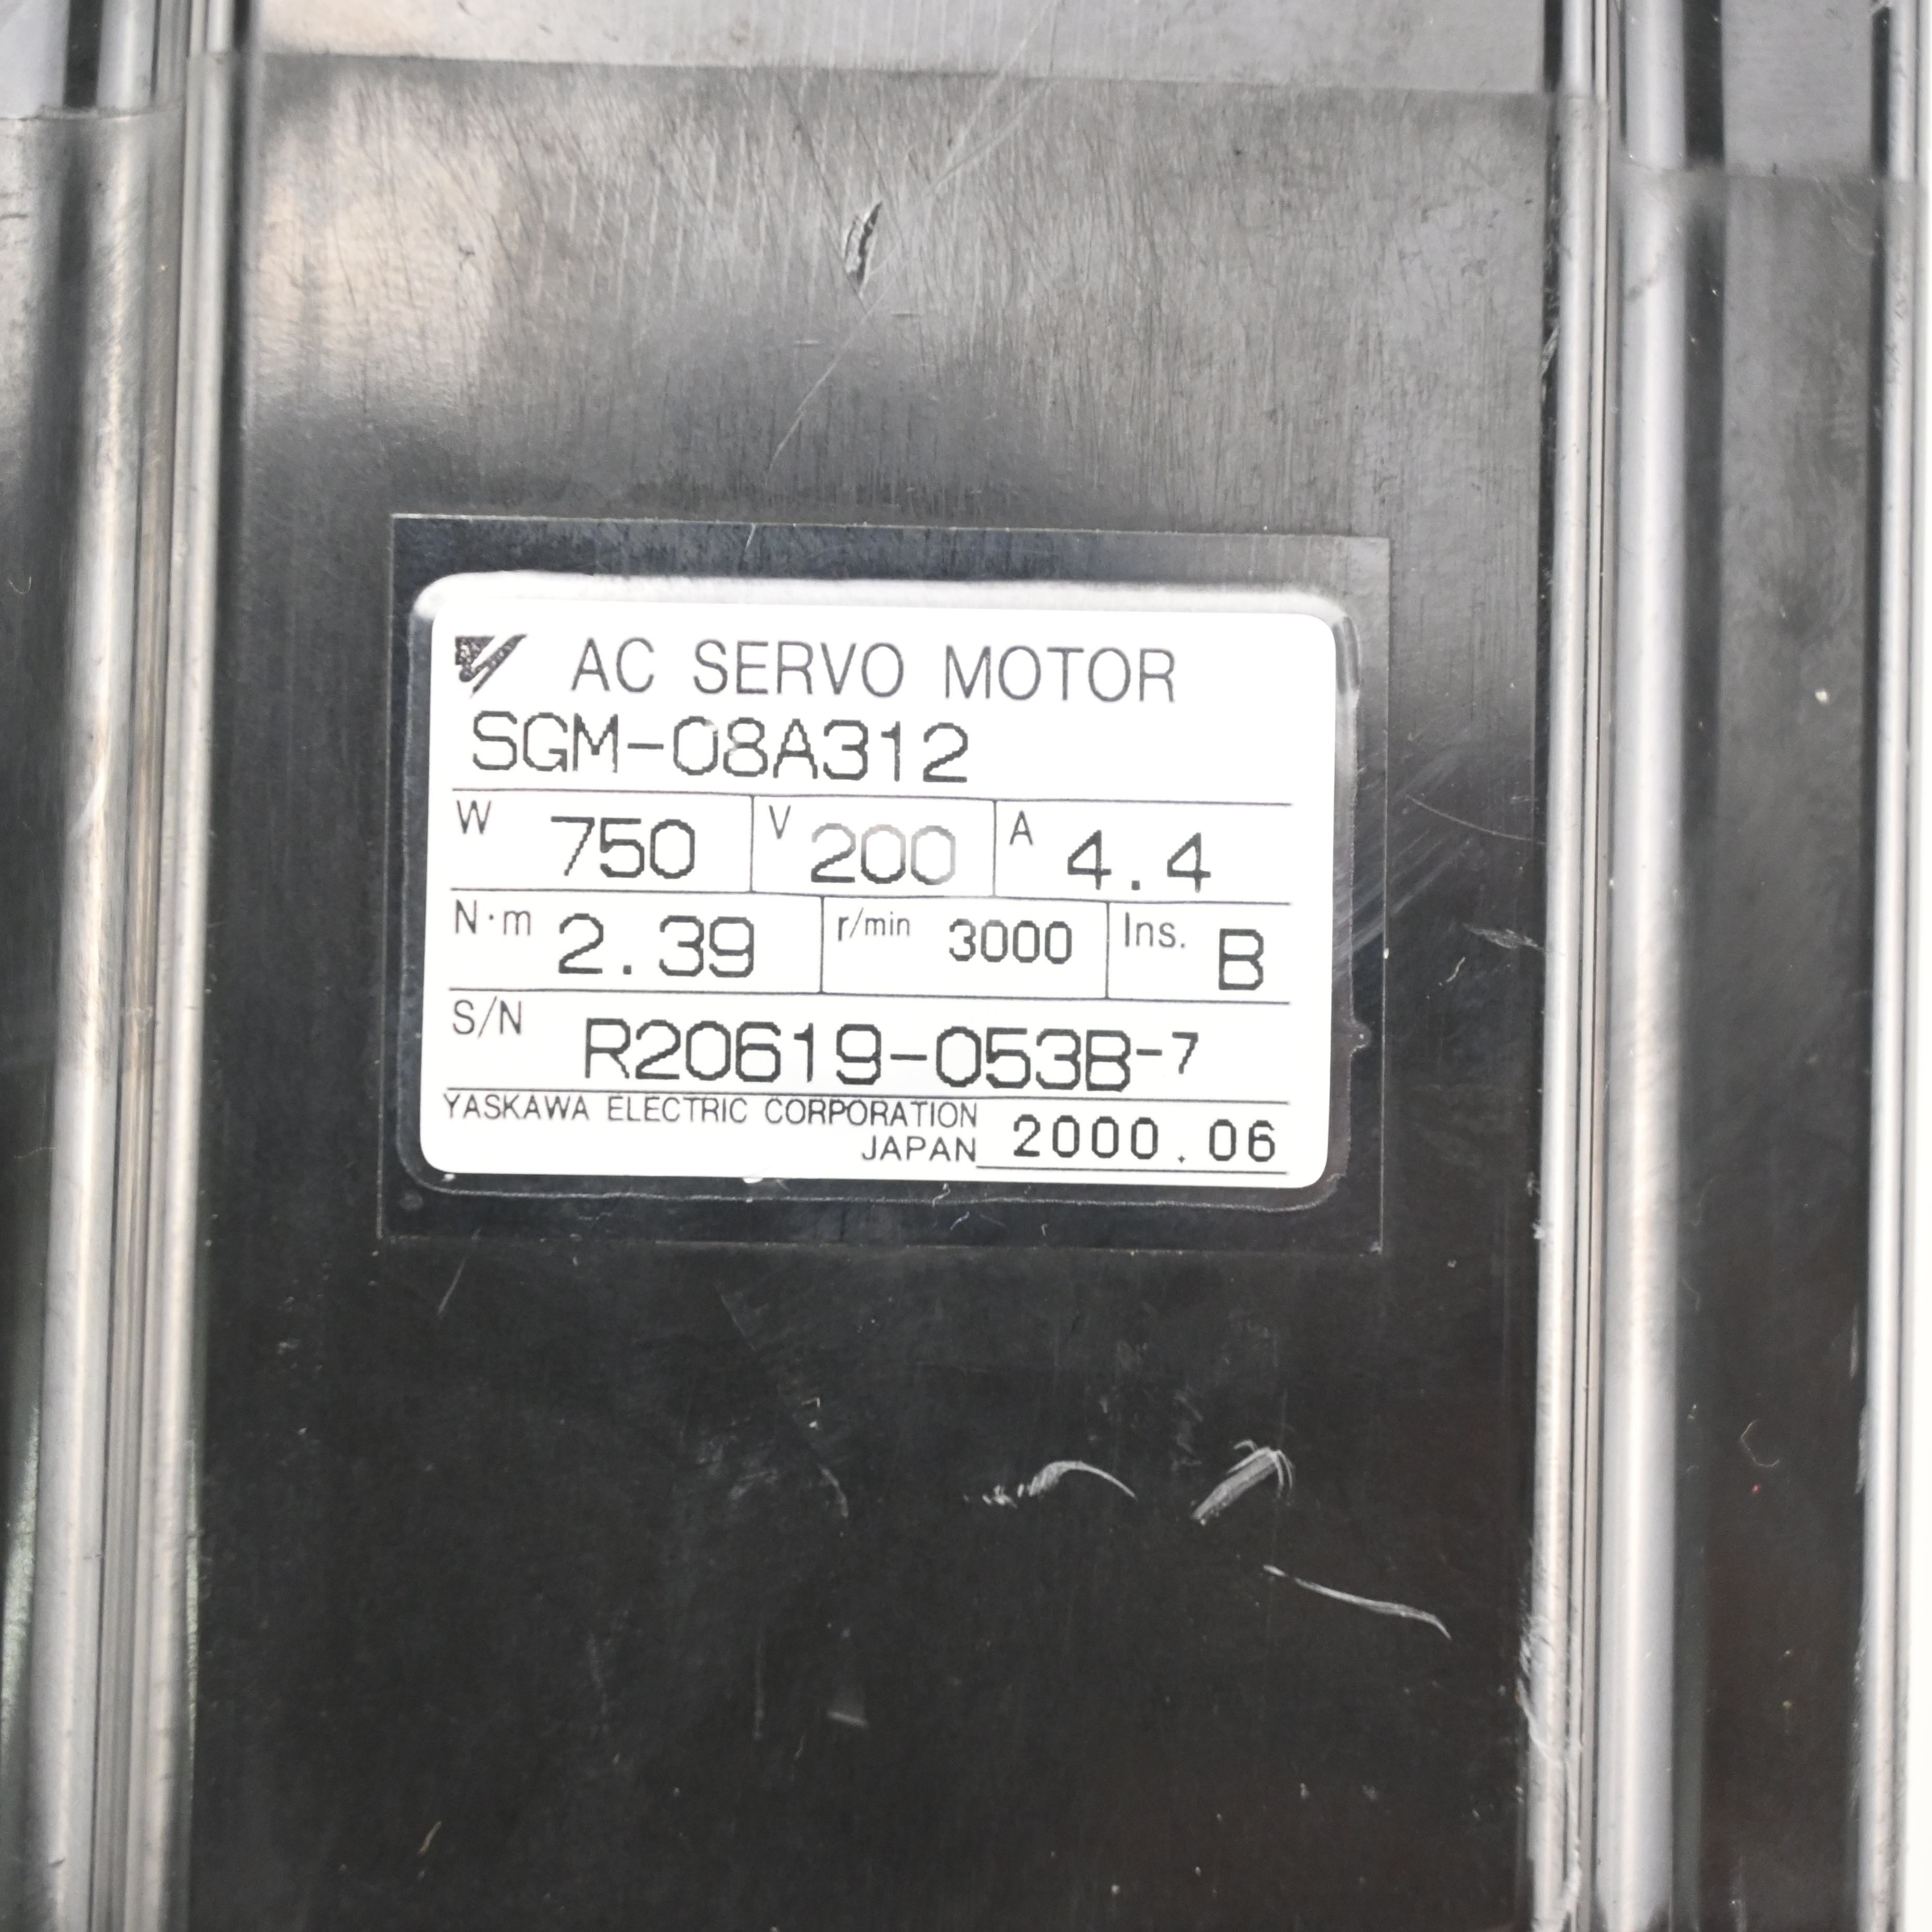 AC SERVO MOTOR
SGM-08A312
W 750 V 200 A 4.4
N·m 2.39 r/min 3000 Ins. B
S/N R20619-053B-7
YASKAWA ELECTRIC CORPORATION
JAPAN 2000.06